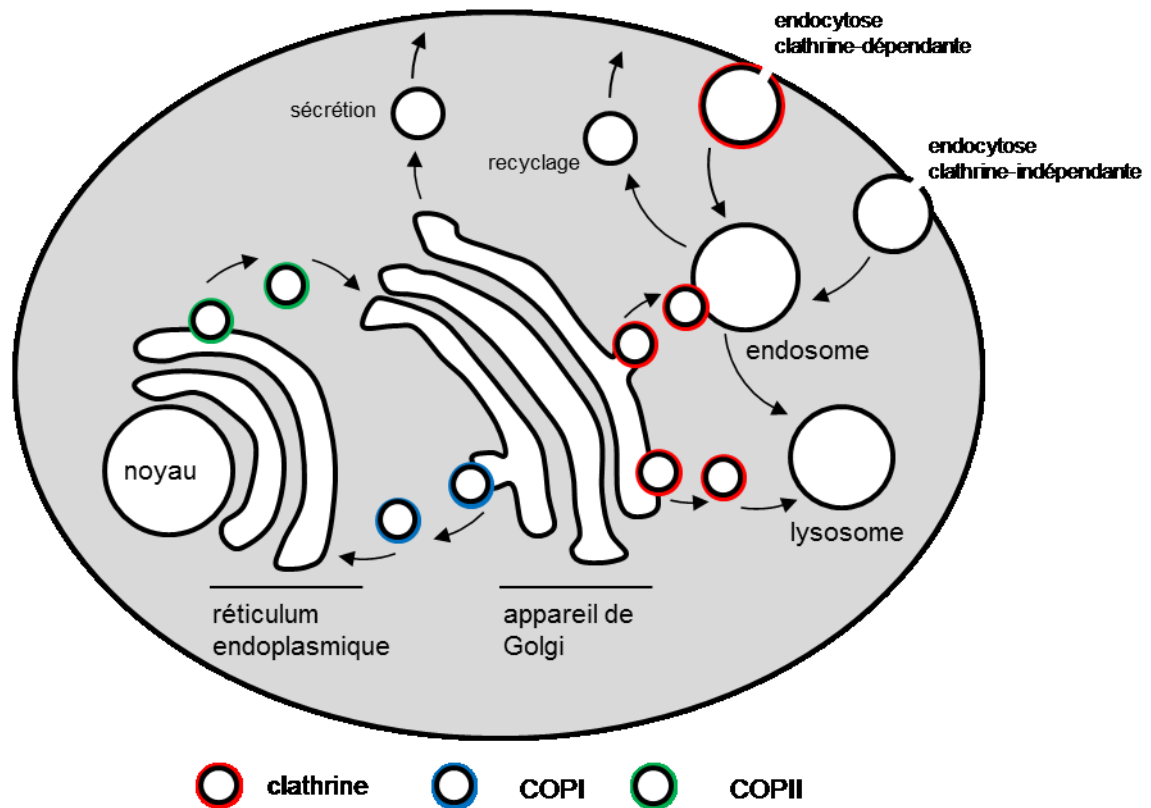 endocytose
clathrine-dépendante
sécrétion
recyclage
endocytose
clathrine-indépendante
endosome
noyau
lysosome
réticulum
endoplasmique
appareil de
Golgi
clathrine
COPI
COPII